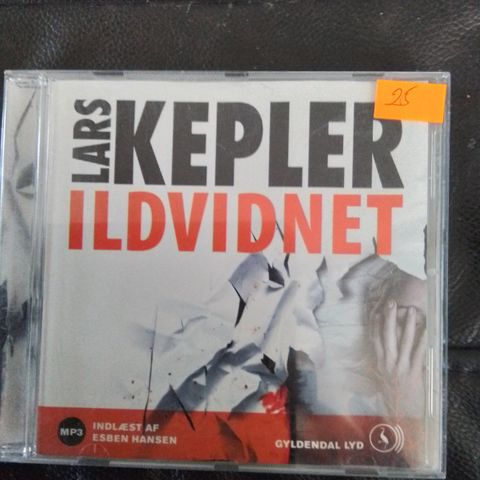 25
LARS
KEPLER
ILDVIDNET
MP3
INDLÆST AF
ESBEN HANSEN
GYLDENDAL LYD